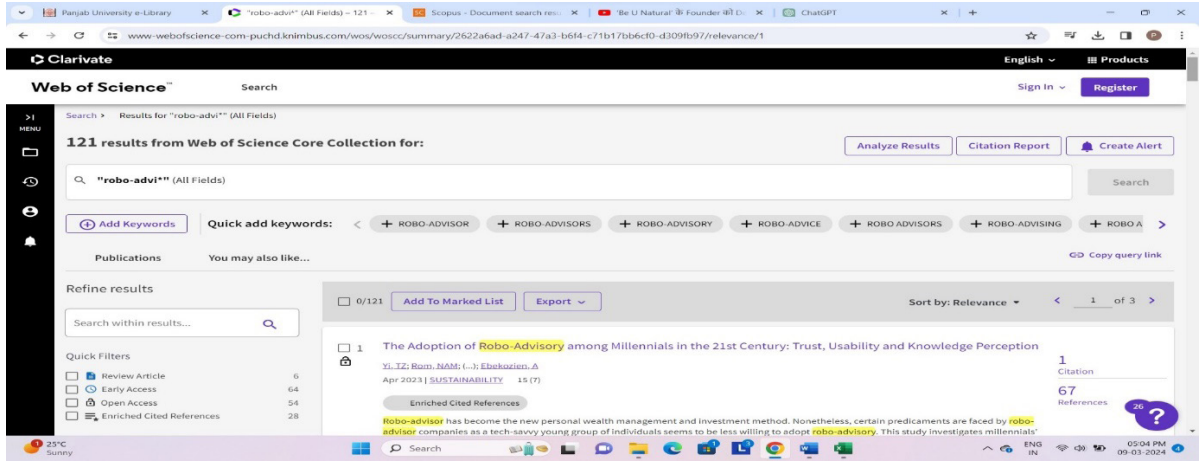 Panjab University e-Library
"robo-advi*" (All Fields) – 121 –
Scopus - Document search resu
'Be U Natural' के Founder की De
ChatGPT
www-webofscience-com-puchd.knimbus.com/wos/woscc/summary/2622a6ad-a247-47a3-b6f4-c71b17bb6cf0-d309fb97/relevance/1
Clarivate
English
Products
Web of Science™
Search
Sign In
Register
MENU
Search > Results for "robo-advi*" (All Fields)
121 results from Web of Science Core Collection for:
Analyze Results
Citation Report
Create Alert
"robo-advi*" (All Fields)
Search
Add Keywords
Quick add keywords:
+ ROBO-ADVISOR
+ ROBO-ADVISORS
+ ROBO-ADVISORY
+ ROBO-ADVICE
+ ROBO ADVISORS
+ ROBO-ADVISING
+ ROBO A
Publications
You may also like...
Copy query link
Refine results
0/121
Add To Marked List
Export
Sort by: Relevance
< 1 of 3 >
Search within results...
Quick Filters
Review Article 6
Early Access 64
Open Access 54
Enriched Cited References 28
1
The Adoption of Robo-Advisory among Millennials in the 21st Century: Trust, Usability and Knowledge Perception
Yi, TZ; Rom, NAM; (...); Ebekozien, A
Apr 2023 | SUSTAINABILITY 15 (7)
Enriched Cited References
Robo-advisor has become the new personal wealth management and investment method. Nonetheless, certain predicaments are faced by robo-
advisor companies as a tech-savvy young group of individuals seems to be less willing to adopt robo-advisory. This study investigates millennials'
1
Citation
67
References
26
?
1
25°C
Sunny
Search
ENG
IN
05:04 PM
09-03-2024